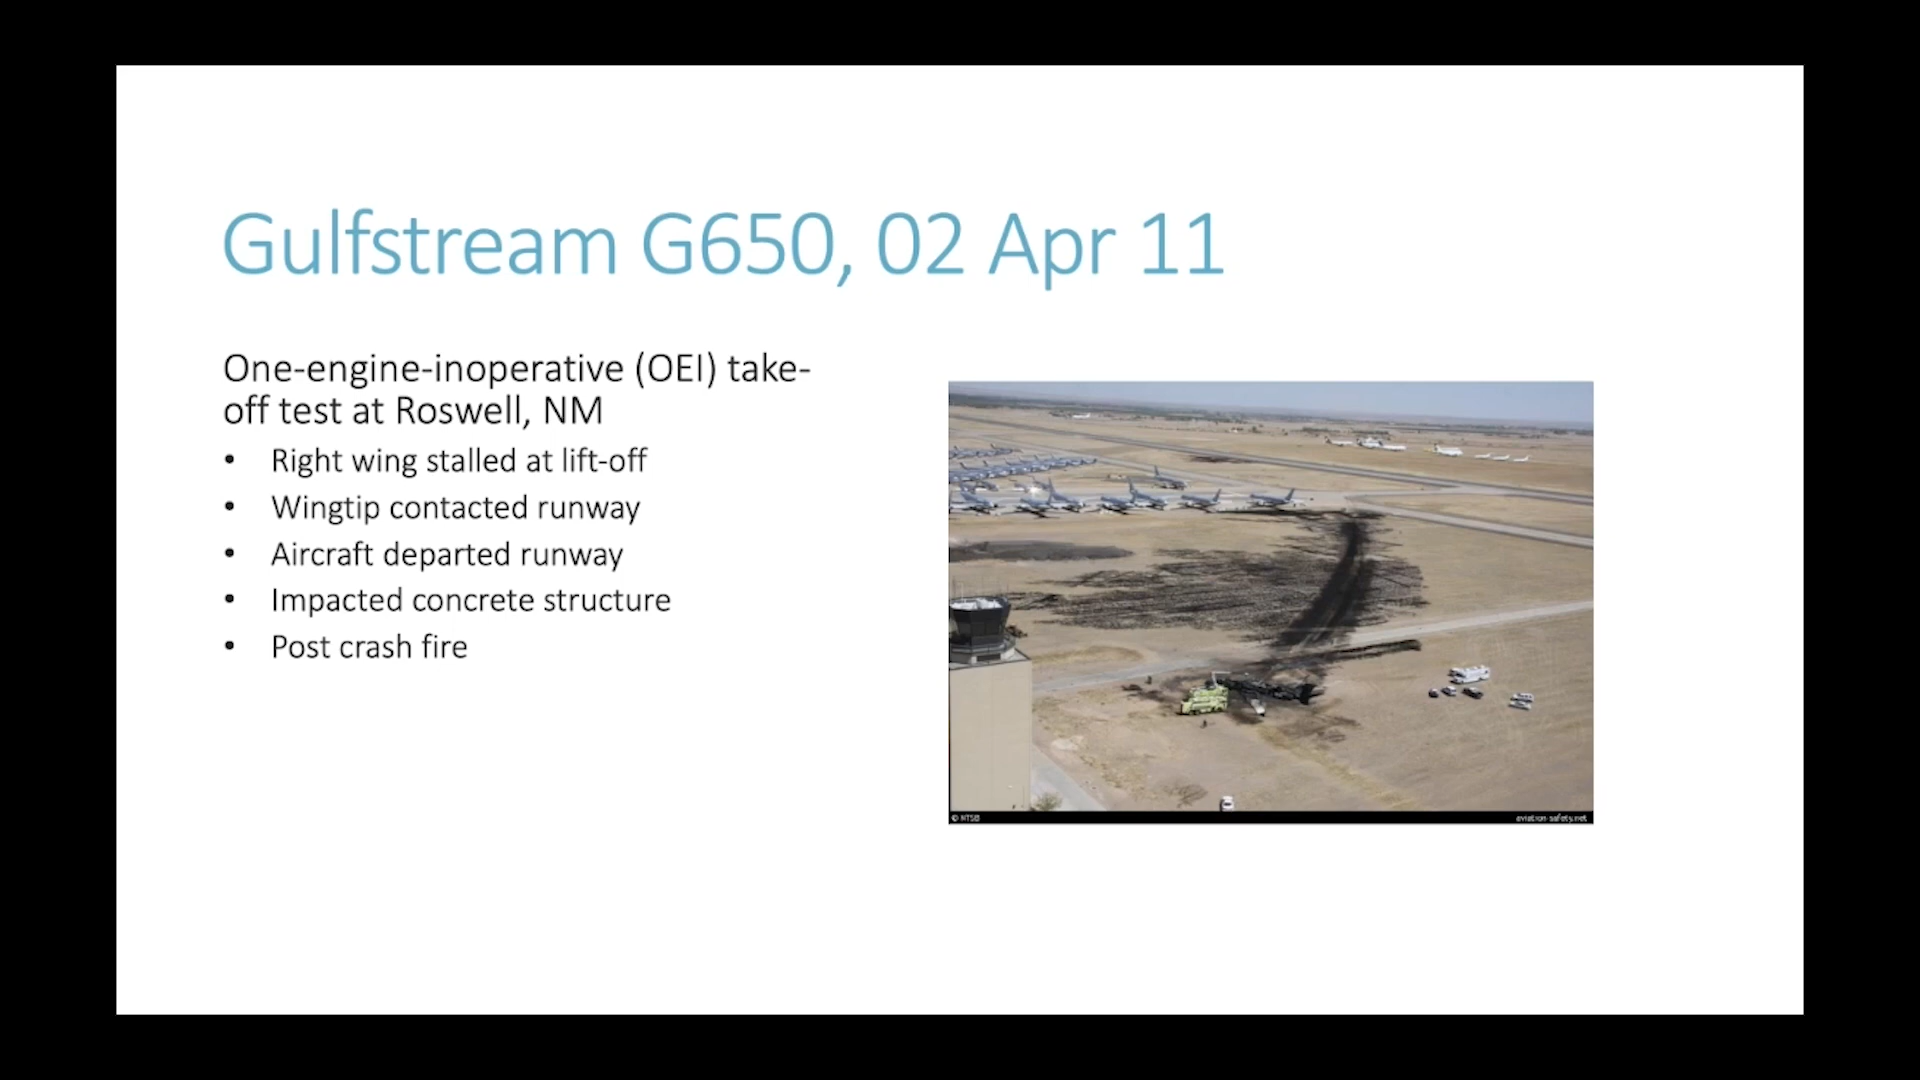 Gulfstream G650, 02 Apr 11
One-engine-inoperative (OEI) take-
off test at Roswell, NM
• Right wing stalled at lift-off
• Wingtip contacted runway
• Aircraft departed runway
• Impacted concrete structure
• Post crash fire
© NTSB
aviation-safety.net